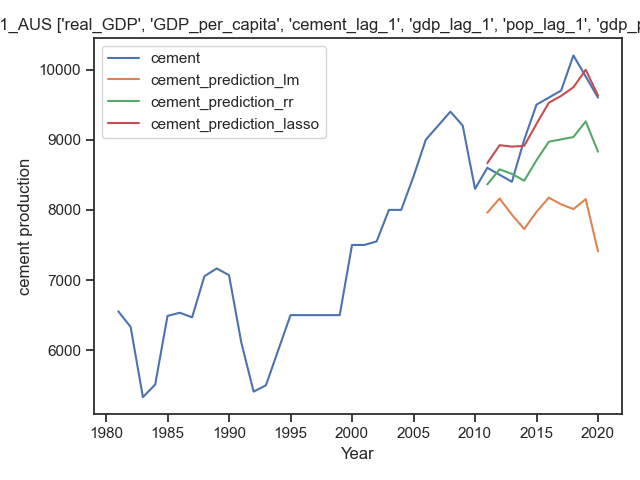 1_AUS ['real_GDP', 'GDP_per_capita', 'cement_lag_1', 'gdp_lag_1', 'pop_lag_1', 'gdp_p
cement
cement_prediction_lm
cement_prediction_rr
cement_prediction_lasso
cement production
10000
9000
8000
7000
6000
1980 1985 1990 1995 2000 2005 2010 2015 2020
Year